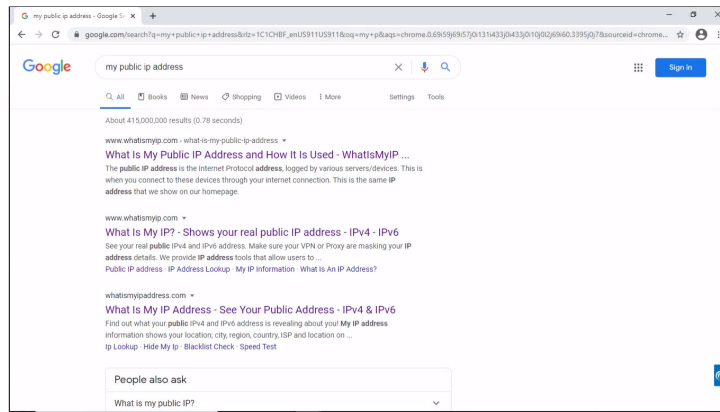 my public ip address - Google Se
google.com/search?q=my+public+ip+address&rlz=1C1CHBF_enUS911US911&oq=my+p&aqs=chrome.0.69i59j69i57j0i131i433j0i433j0i10j0l2j69i60.3395j0j7&sourceid=chrome...
Google
my public ip address
Sign in
All Books News Shopping Videos More Settings Tools
About 415,000,000 results (0.78 seconds)
www.whatismyip.com › what-is-my-public-ip-address
What Is My Public IP Address and How It Is Used - WhatIsMyIP ...
The public IP address is the Internet Protocol address, logged by various servers/devices. This is
when you connect to these devices through your internet connection. This is the same IP
address that we show on our homepage.
www.whatismyip.com
What Is My IP? - Shows your real public IP address - IPv4 - IPv6
See your real public IPv4 and IPv6 address. Make sure your VPN or Proxy are masking your IP
address details. We provide IP address tools that allow users to ...
Public IP address · IP Address Lookup · My IP Information · What Is An IP Address?
whatismyipaddress.com
What Is My IP Address - See Your Public Address - IPv4 & IPv6
Find out what your public IPv4 and IPv6 address is revealing about you! My IP address
information shows your location; city, region, country, ISP and location on ...
Ip Lookup · Hide My Ip · Blacklist Check · Speed Test
People also ask
What is my public IP?